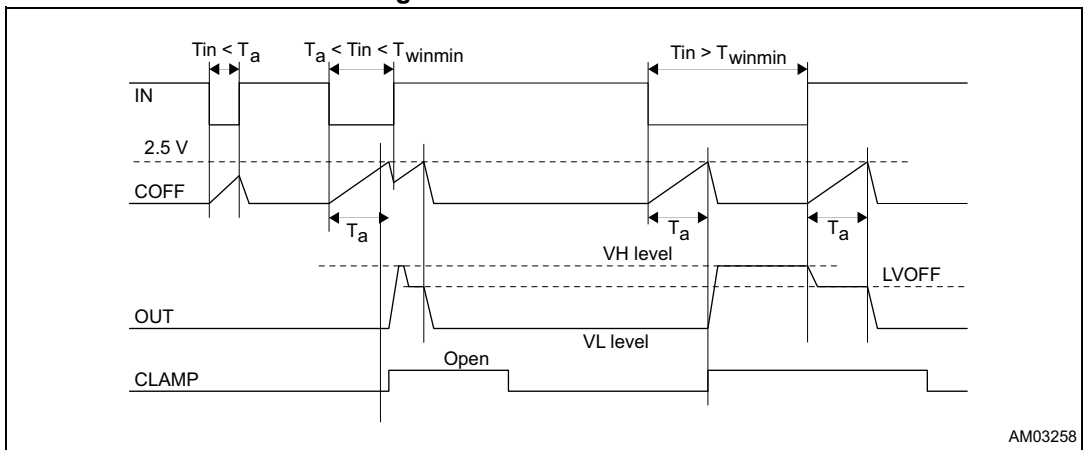 g
Tin < Ta
Ta < Tin < Twinmin
Tin > Twinmin
IN
2.5 V
COFF
Ta
Ta
Ta
VH level
LVOFF
OUT
VL level
Open
CLAMP
AM03258